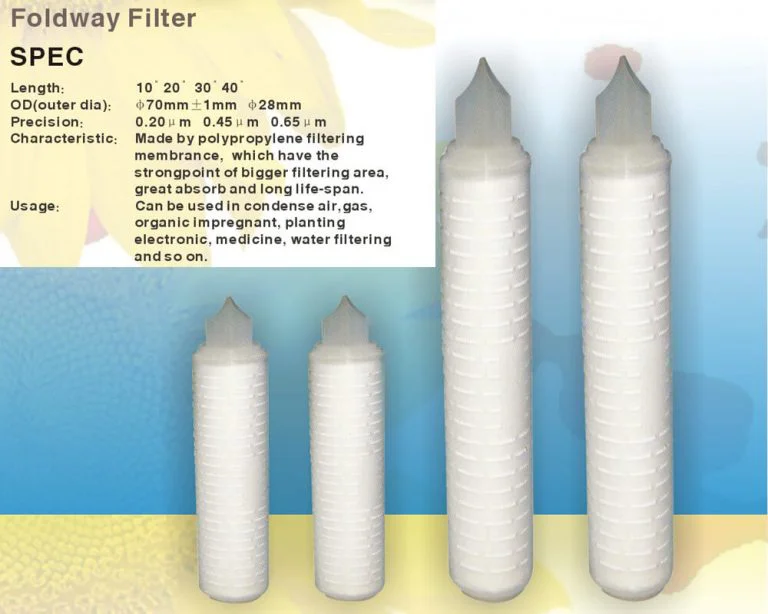 Foldway Filter
SPEC
Length: 10" 20" 30" 40"
OD(outer dia): φ70mm±1mm φ28mm
Precision: 0.20μm 0.45μm 0.65μm
Characteristic: Made by polypropylene filtering
membrance, which have the
strongpoint of bigger filtering area,
great absorb and long life-span.
Usage: Can be used in condense air,gas,
organic impregnant, planting
electronic, medicine, water filtering
and so on.